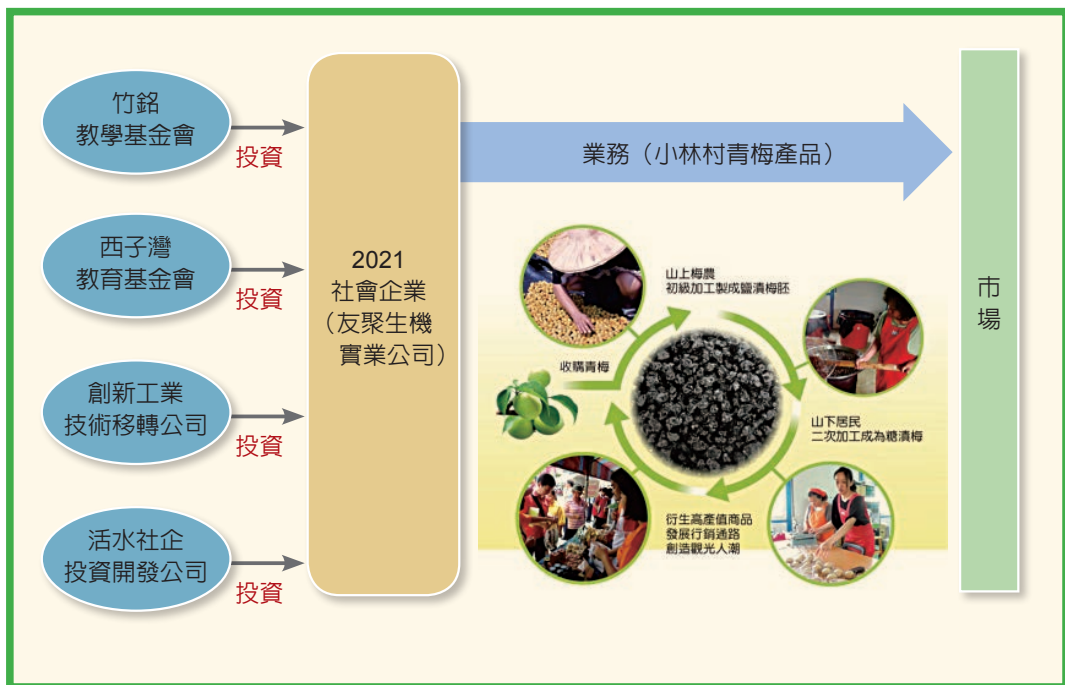 竹銘
教學基金會
投資
西子灣
教育基金會
投資
創新工業
技術移轉公司
投資
活水社企
投資開發公司
投資
2021
社會企業
（友聚生機
實業公司）
業務（小林村青梅產品）
山上梅農
初級加工製成鹽漬梅胚
收購青梅
山下居民
二次加工成為糖漬梅
衍生高產值商品
發展行銷通路
創造觀光人潮
市
場